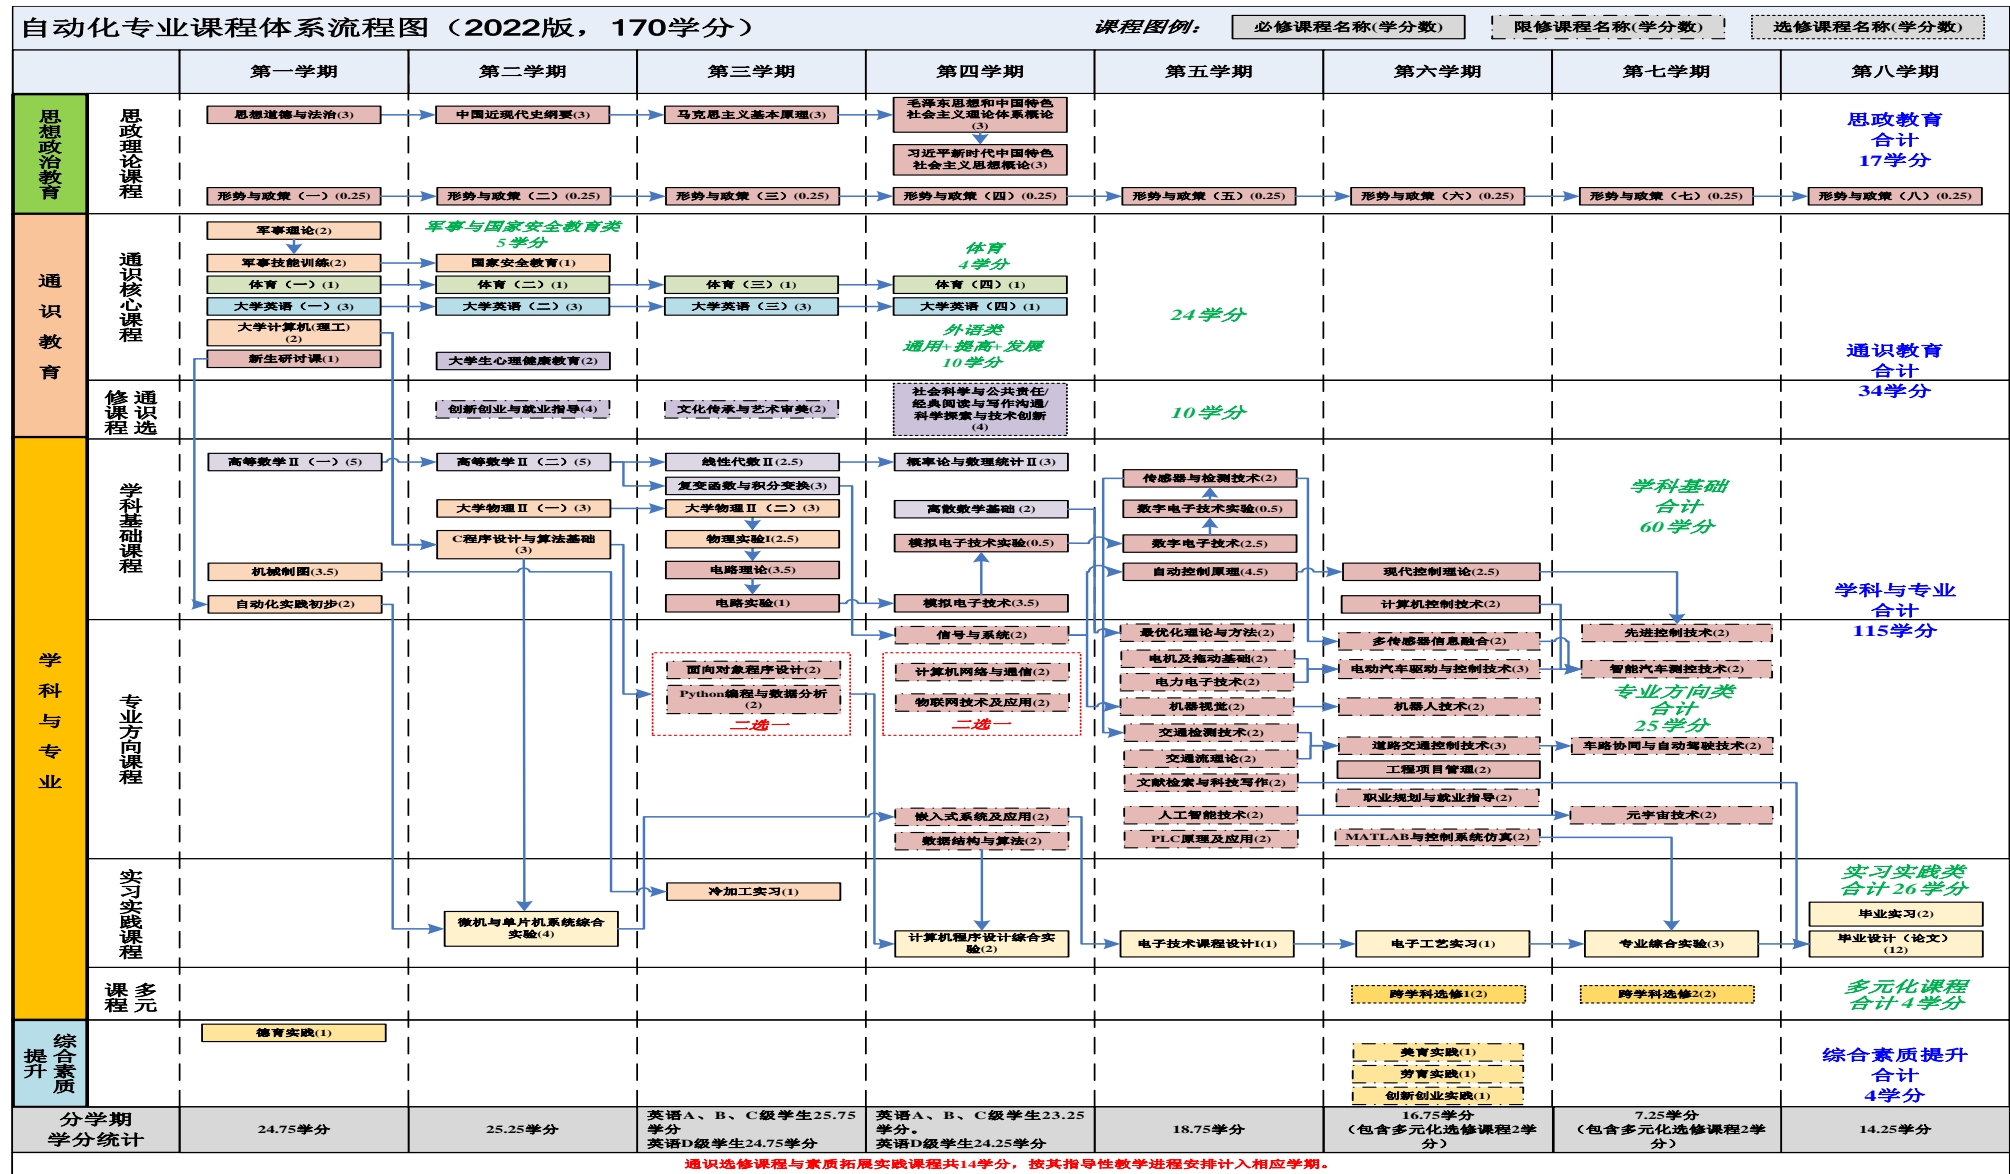 自动化专业课程体系流程图（2022版，170学分）
课程图例：
必修课程名称(学分数)
限修课程名称(学分数)
选修课程名称(学分数)
第一学期
第二学期
第三学期
第四学期
第五学期
第六学期
第七学期
第八学期
思想政治教育
思政理论课程
思想道德与法治(3)
中国近现代史纲要(3)
马克思主义基本原理(3)
毛泽东思想和中国特色
社会主义理论体系概论
(3)
习近平新时代中国特色
社会主义思想概论(3)
思政教育
合计
17学分
形势与政策（一）(0.25)
形势与政策（二）(0.25)
形势与政策（三）(0.25)
形势与政策（四）(0.25)
形势与政策（五）(0.25)
形势与政策（六）(0.25)
形势与政策（七）(0.25)
形势与政策（八）(0.25)
通识教育
通识核心课程
军事理论(2)
军事技能训练(2)
体育（一）(1)
大学英语（一）(3)
大学计算机(理工)
(2)
新生研讨课(1)
军事与国家安全教育类
5学分
国家安全教育(1)
体育（二）(1)
大学英语（二）(3)
大学生心理健康教育(2)
体育（三）(1)
大学英语（三）(3)
体育
4学分
体育（四）(1)
大学英语（四）(1)
外语类
通用+提高+发展
10学分
24学分
通识教育
合计
34学分
通识选
修课程
创新创业与就业指导(4)
文化传承与艺术审美(2)
社会科学与公共责任/
经典阅读与写作沟通/
科学探索与技术创新
(4)
10学分
学科与专业
学科基础课程
高等数学Ⅱ（一）(5)
机械制图(3.5)
自动化实践初步(2)
高等数学Ⅱ（二）(5)
大学物理Ⅱ（一）(3)
C程序设计与算法基础
(3)
线性代数Ⅱ(2.5)
复变函数与积分变换(3)
大学物理Ⅱ（二）(3)
物理实验I(2.5)
电路理论(3.5)
电路实验(1)
概率论与数理统计Ⅱ(3)
离散数学基础(2)
模拟电子技术实验(0.5)
模拟电子技术(3.5)
传感器与检测技术(2)
数字电子技术实验(0.5)
数字电子技术(2.5)
自动控制原理(4.5)
现代控制理论(2.5)
计算机控制技术(2)
学科基础
合计
60学分
学科与专业
合计
115学分
专业方向课程
面向对象程序设计(2)
Python编程与数据分析
(2)
二选一
信号与系统(2)
计算机网络与通信(2)
物联网技术及应用(2)
二选一
嵌入式系统及应用(2)
数据结构与算法(2)
最优化理论与方法(2)
电机及拖动基础(2)
电力电子技术(2)
机器视觉(2)
交通检测技术(2)
交通流理论(2)
文献检索与科技写作(2)
人工智能技术(2)
PLC原理及应用(2)
多传感器信息融合(2)
电动汽车驱动与控制技术(3)
机器人技术(2)
道路交通控制技术(3)
工程项目管理(2)
职业规划与就业指导(2)
MATLAB与控制系统仿真(2)
先进控制技术(2)
智能汽车测控技术(2)
专业方向类
合计
25学分
车路协同与自动驾驶技术(2)
元宇宙技术(2)
实习实践课程
微机与单片机系统综合
实验(4)
冷加工实习(1)
计算机程序设计综合实
验(2)
电子技术课程设计I(1)
电子工艺实习(1)
专业综合实验(3)
实习实践类
合计26学分
毕业实习(2)
毕业设计（论文）
(12)
多元
课程
跨学科选修1(2)
跨学科选修2(2)
多元化课程
合计4学分
综合素质
提升
德育实践(1)
美育实践(1)
劳育实践(1)
创新创业实践(1)
综合素质提升
合计
4学分
分学期
学分统计
24.75学分
25.25学分
英语A、B、C级学生25.75
学分
英语D级学生24.75学分
英语A、B、C级学生23.25
学分。
英语D级学生24.25学分
18.75学分
16.75学分
（包含多元化选修课程2学
分）
7.25学分
（包含多元化选修课程2学
分）
14.25学分
通识选修课程与素质拓展实践课程共14学分，按其指导性教学进程安排计入相应学期。